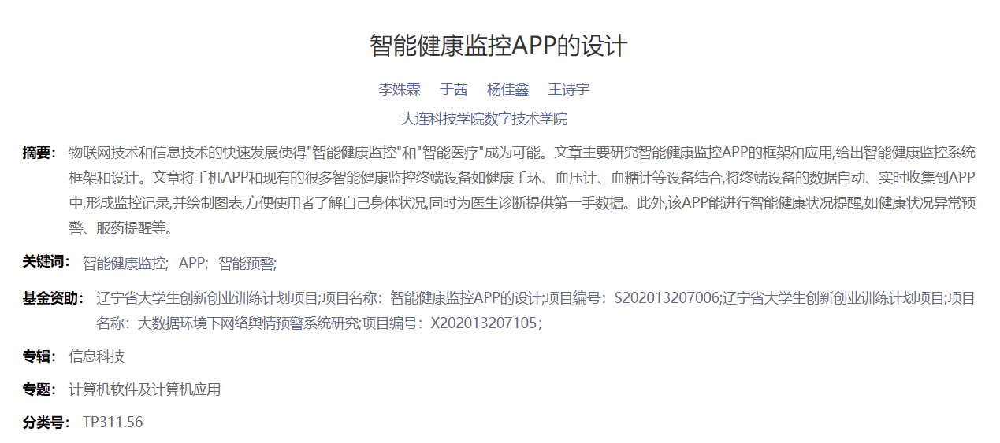 智能健康监控APP的设计
李姝霖 于茜 杨佳鑫 王诗宇
大连科技学院数字技术学院
摘要： 物联网技术和信息技术的快速发展使得"智能健康监控"和"智能医疗"成为可能。文章主要研究智能健康监控APP的框架和应用,给出智能健康监控系统
框架和设计。文章将手机APP和现有的很多智能健康监控终端设备如健康手环、血压计、血糖计等设备结合,将终端设备的数据自动、实时收集到APP
中,形成监控记录,并绘制图表,方便使用者了解自己身体状况,同时为医生诊断提供第一手数据。此外,该APP能进行智能健康状况提醒,如健康状况异常预
警、服药提醒等。
关键词： 智能健康监控; APP; 智能预警;
基金资助： 辽宁省大学生创新创业训练计划项目;项目名称：智能健康监控APP的设计;项目编号：S202013207006;辽宁省大学生创新创业训练计划项目;项目
名称：大数据环境下网络舆情预警系统研究;项目编号：X202013207105；
专辑： 信息科技
专题： 计算机软件及计算机应用
分类号： TP311.56